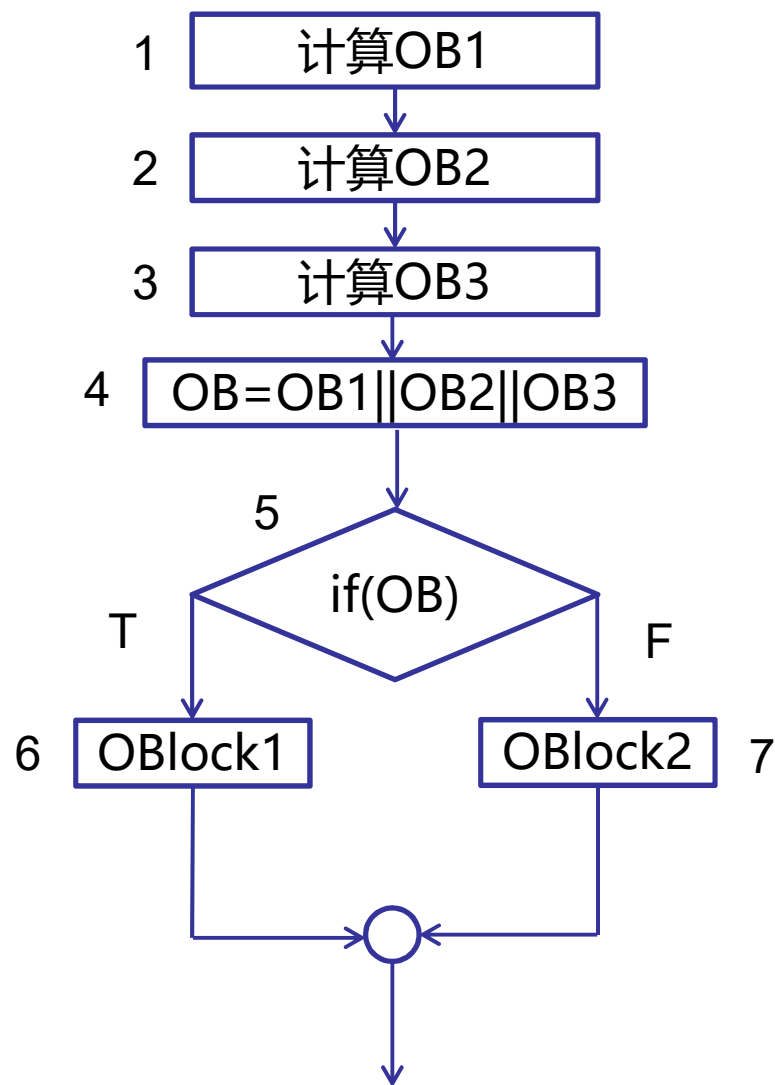 1 计算OB1
2 计算OB2
3 计算OB3
4 OB=OB1||OB2||OB3
5
if(OB)
T F
6 OBlock1 OBlock2 7